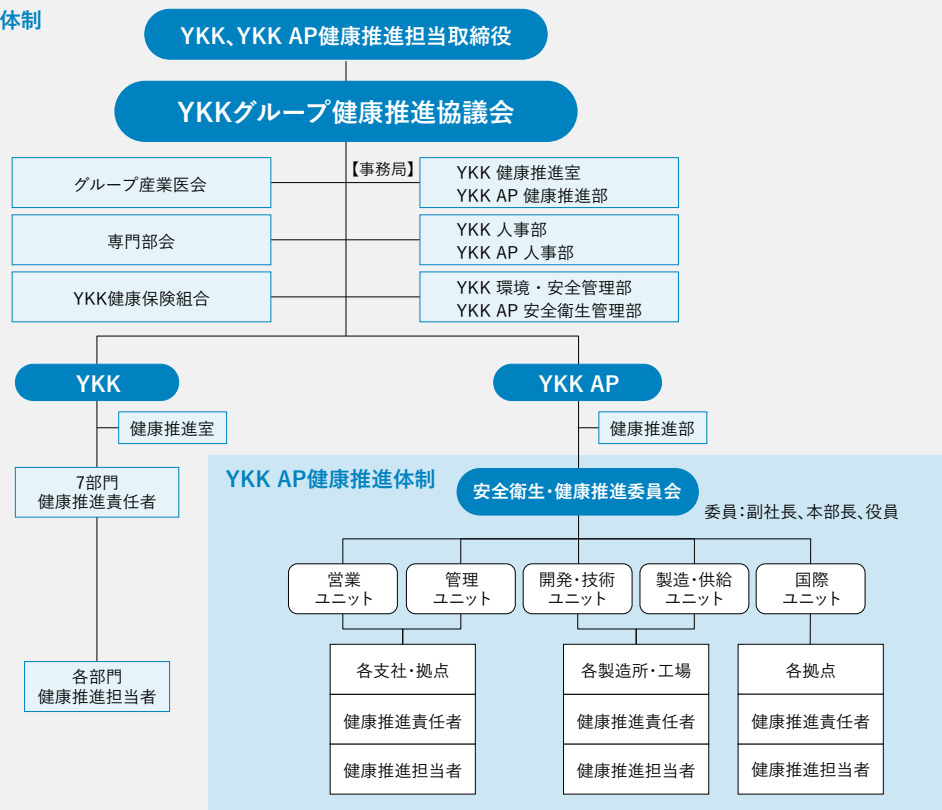 体制
YKK、YKK AP健康推進担当取締役
YKKグループ健康推進協議会
【事務局】
グループ産業医会
YKK 健康推進室
YKK AP 健康推進部
専門部会
YKK 人事部
YKK AP 人事部
YKK健康保険組合
YKK 環境・安全管理部
YKK AP 安全衛生管理部
YKK
YKK AP
健康推進室
健康推進部
7部門
健康推進責任者
各部門
健康推進担当者
YKK AP健康推進体制
安全衛生・健康推進委員会
委員：副社長、本部長、役員
営業
ユニット
管理
ユニット
開発・技術
ユニット
製造・供給
ユニット
国際
ユニット
各支社・拠点
健康推進責任者
健康推進担当者
各製造所・工場
健康推進責任者
健康推進担当者
各拠点
健康推進責任者
健康推進担当者